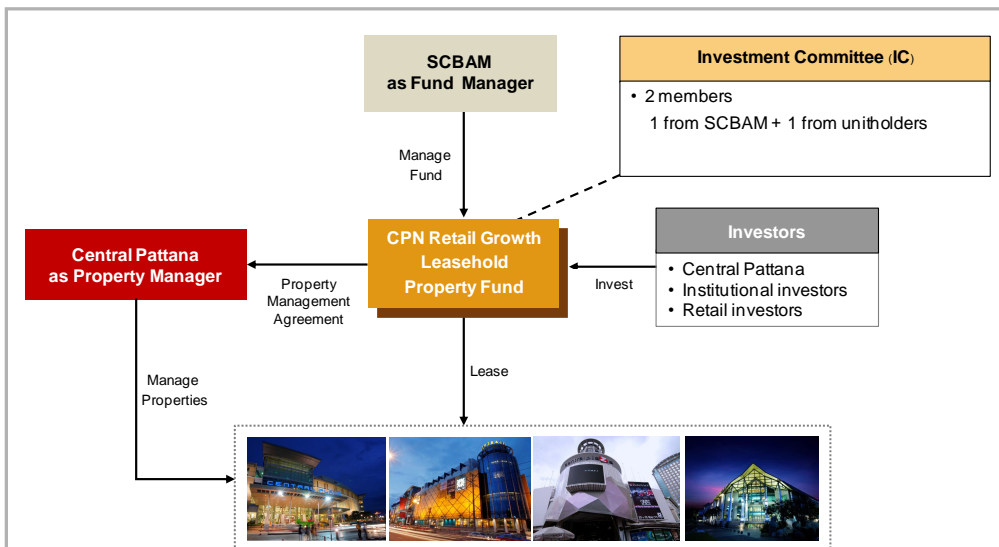 SCBAM
as Fund Manager
Investment Committee (IC)
• 2 members
1 from SCBAM + 1 from unitholders
Manage
Fund
CPN Retail Growth
Leasehold
Property Fund
Central Pattana
as Property Manager
Investors
• Central Pattana
• Institutional investors
• Retail investors
Property
Management
Agreement
Invest
Lease
Manage
Properties